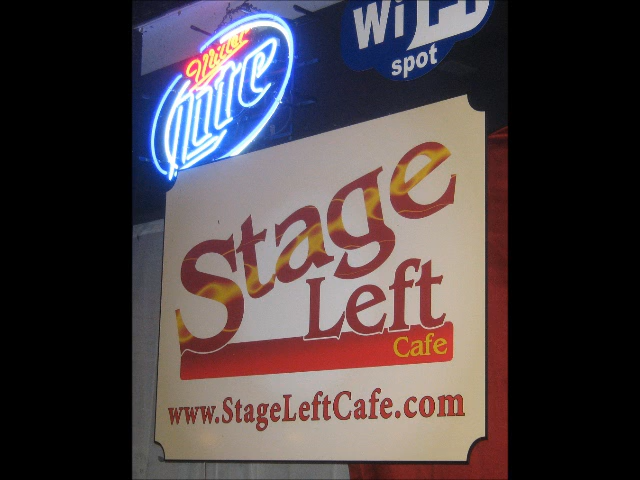 Miller
Lite
Wi Fi
spot
Stage
Left
Cafe
www.StageLeftCafe.com